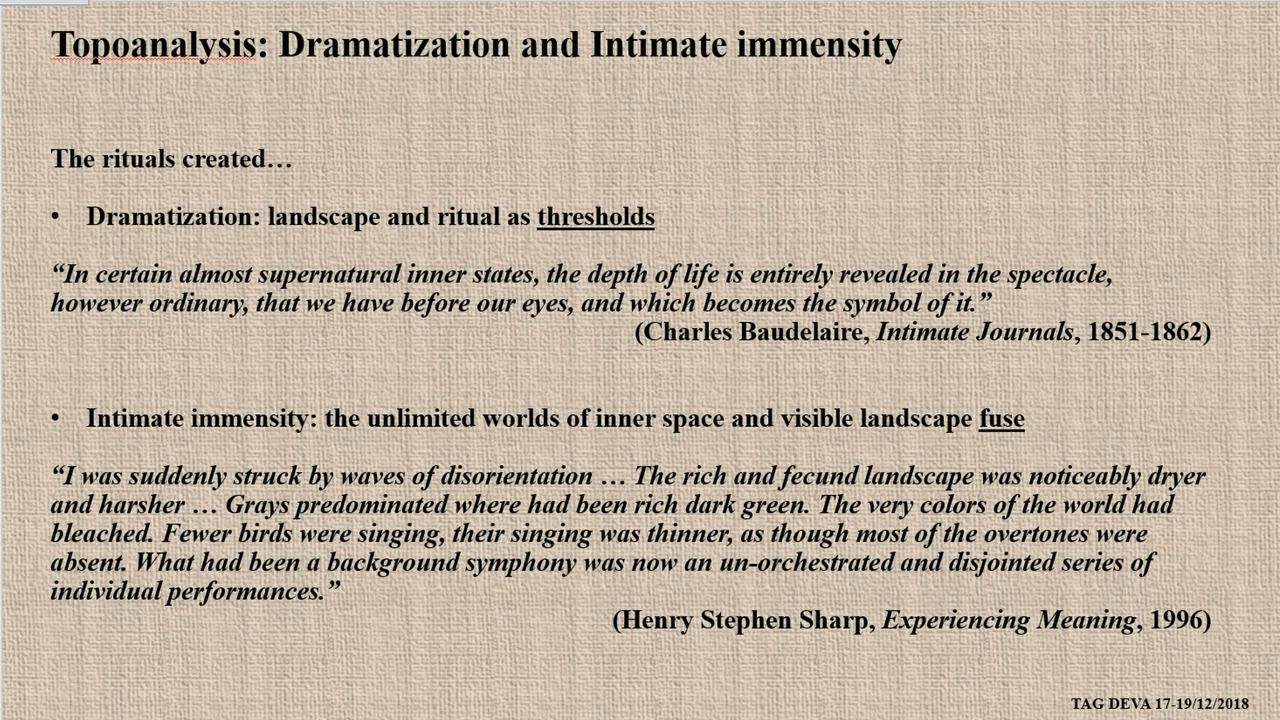 Topoanalysis: Dramatization and Intimate immensity
The rituals created…
• Dramatization: landscape and ritual as thresholds
“In certain almost supernatural inner states, the depth of life is entirely revealed in the spectacle,
however ordinary, that we have before our eyes, and which becomes the symbol of it.”
(Charles Baudelaire, Intimate Journals, 1851-1862)
• Intimate immensity: the unlimited worlds of inner space and visible landscape fuse
“I was suddenly struck by waves of disorientation … The rich and fecund landscape was noticeably dryer
and harsher … Grays predominated where had been rich dark green. The very colors of the world had
bleached. Fewer birds were singing, their singing was thinner, as though most of the overtones were
absent. What had been a background symphony was now an un-orchestrated and disjointed series of
individual performances.”
(Henry Stephen Sharp, Experiencing Meaning, 1996)
TAG DEVA 17-19/12/2018